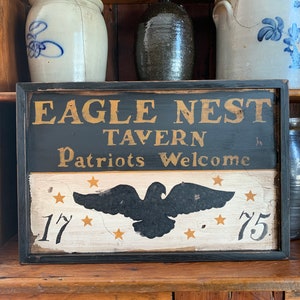 EAGLE NEST
TAVERN
Patriots Welcome
17 75